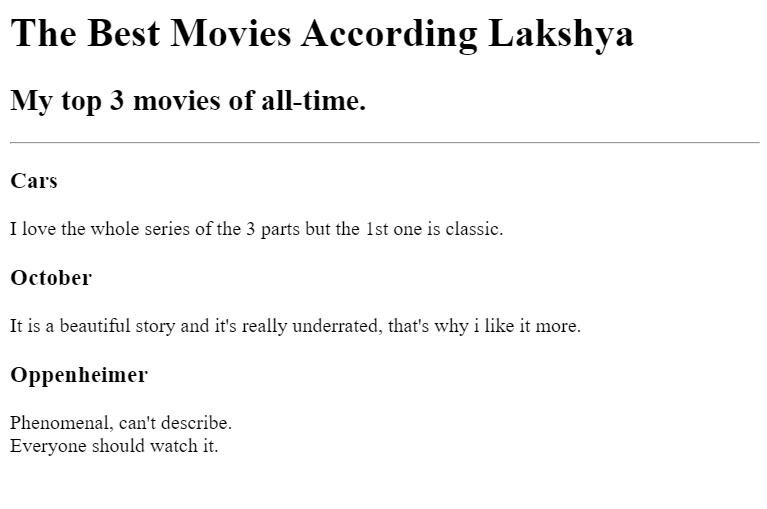 The Best Movies According Lakshya
My top 3 movies of all-time.
Cars
I love the whole series of the 3 parts but the 1st one is classic.
October
It is a beautiful story and it's really underrated, that's why i like it more.
Oppenheimer
Phenomenal, can't describe.
Everyone should watch it.